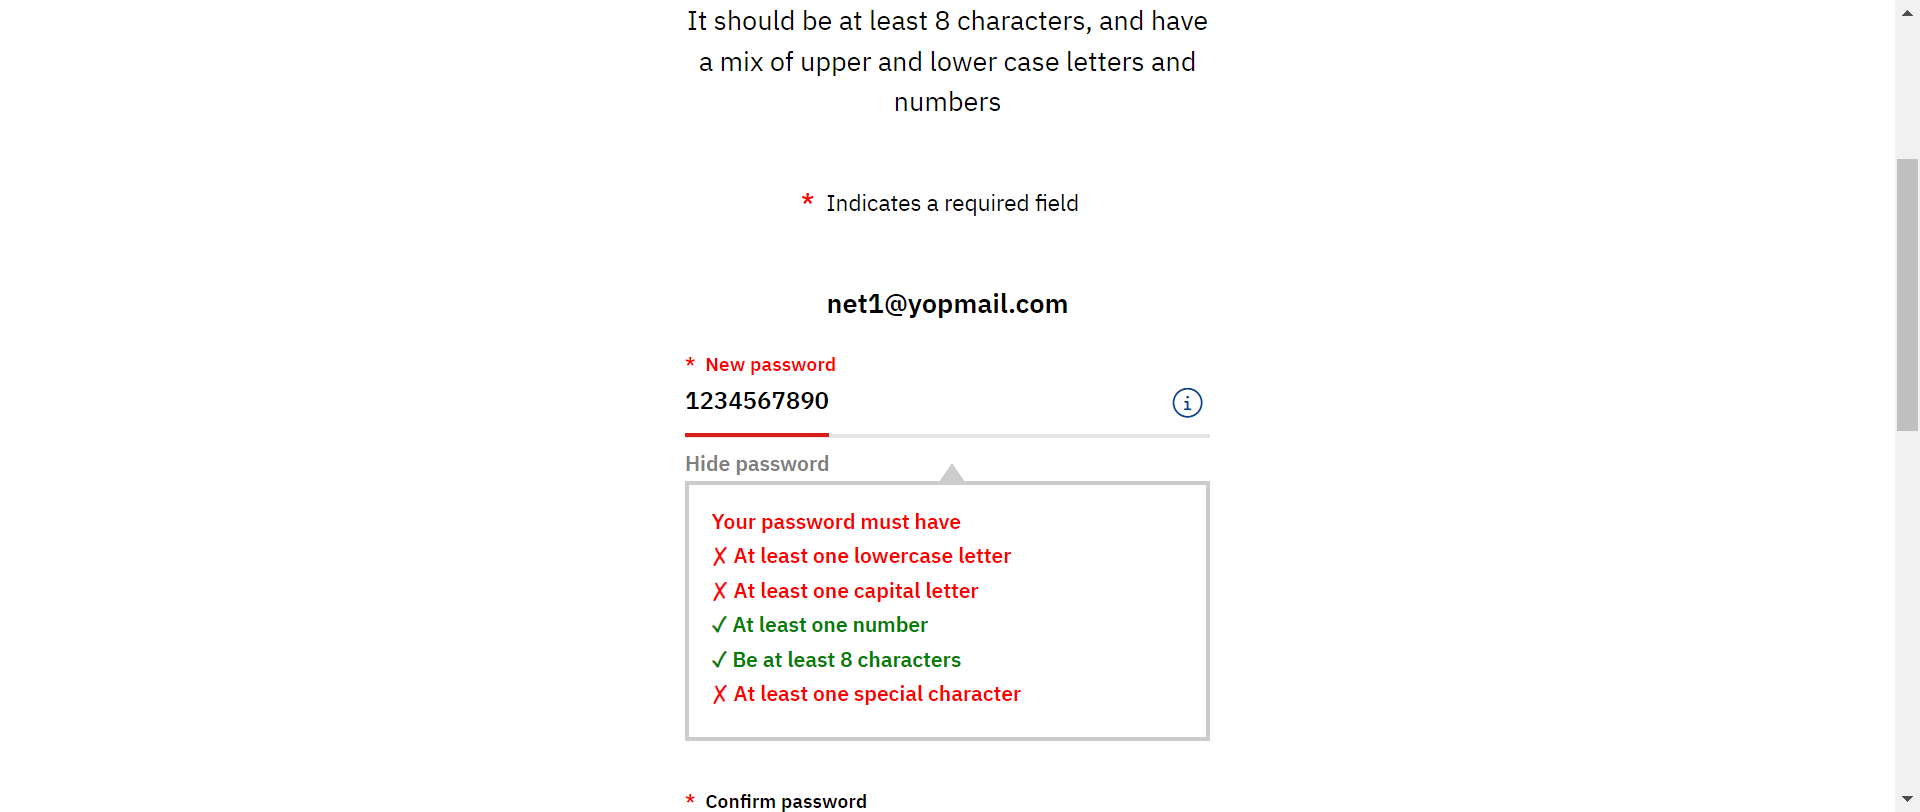 It should be at least 8 characters, and have
a mix of upper and lower case letters and
numbers
* Indicates a required field
net1@yopmail.com
* New password
1234567890
i
Hide password
Your password must have
✗ At least one lowercase letter
✗ At least one capital letter
✓ At least one number
✓ Be at least 8 characters
✗ At least one special character
* Confirm password